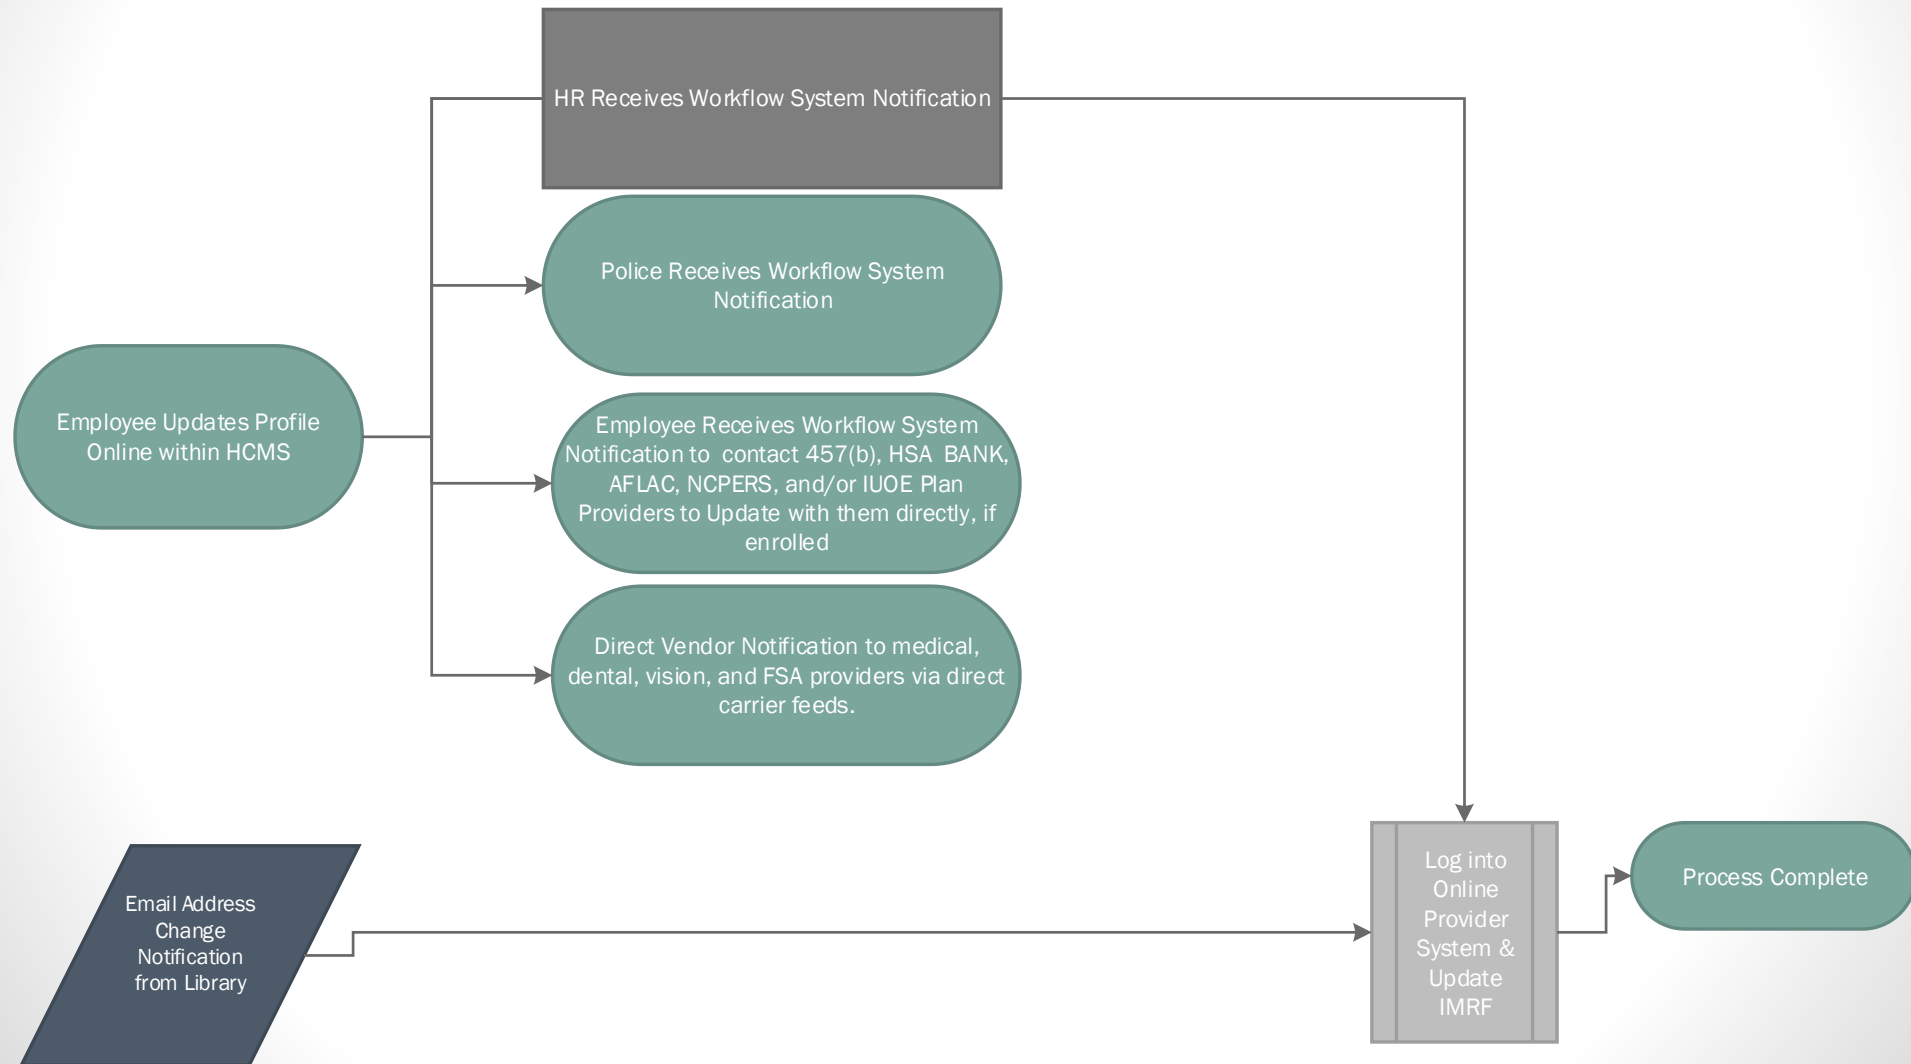 HR Receives Workflow System Notification
Police Receives Workflow System
Notification
Employee Updates Profile
Online within HCMS
Employee Receives Workflow System
Notification to contact 457(b), HSA BANK,
AFLAC, NCPERS, and/or IUOE Plan
Providers to Update with them directly, if
enrolled
Direct Vendor Notification to medical,
dental, vision, and FSA providers via direct
carrier feeds.
Email Address
Change
Notification
from Library
Log into
Online
Provider
System &
Update
IMRF
Process Complete